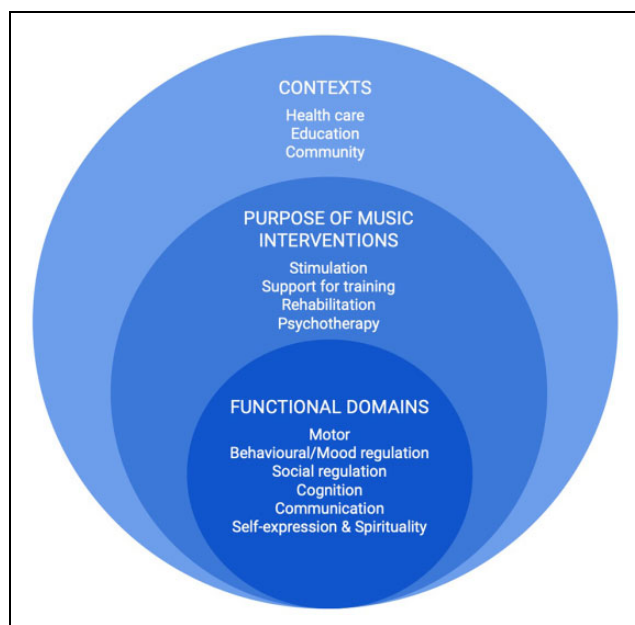 CONTEXTS
Health care
Education
Community
PURPOSE OF MUSIC
INTERVENTIONS
Stimulation
Support for training
Rehabilitation
Psychotherapy
FUNCTIONAL DOMAINS
Motor
Behavioural/Mood regulation
Social regulation
Cognition
Communication
Self-expression & Spirituality